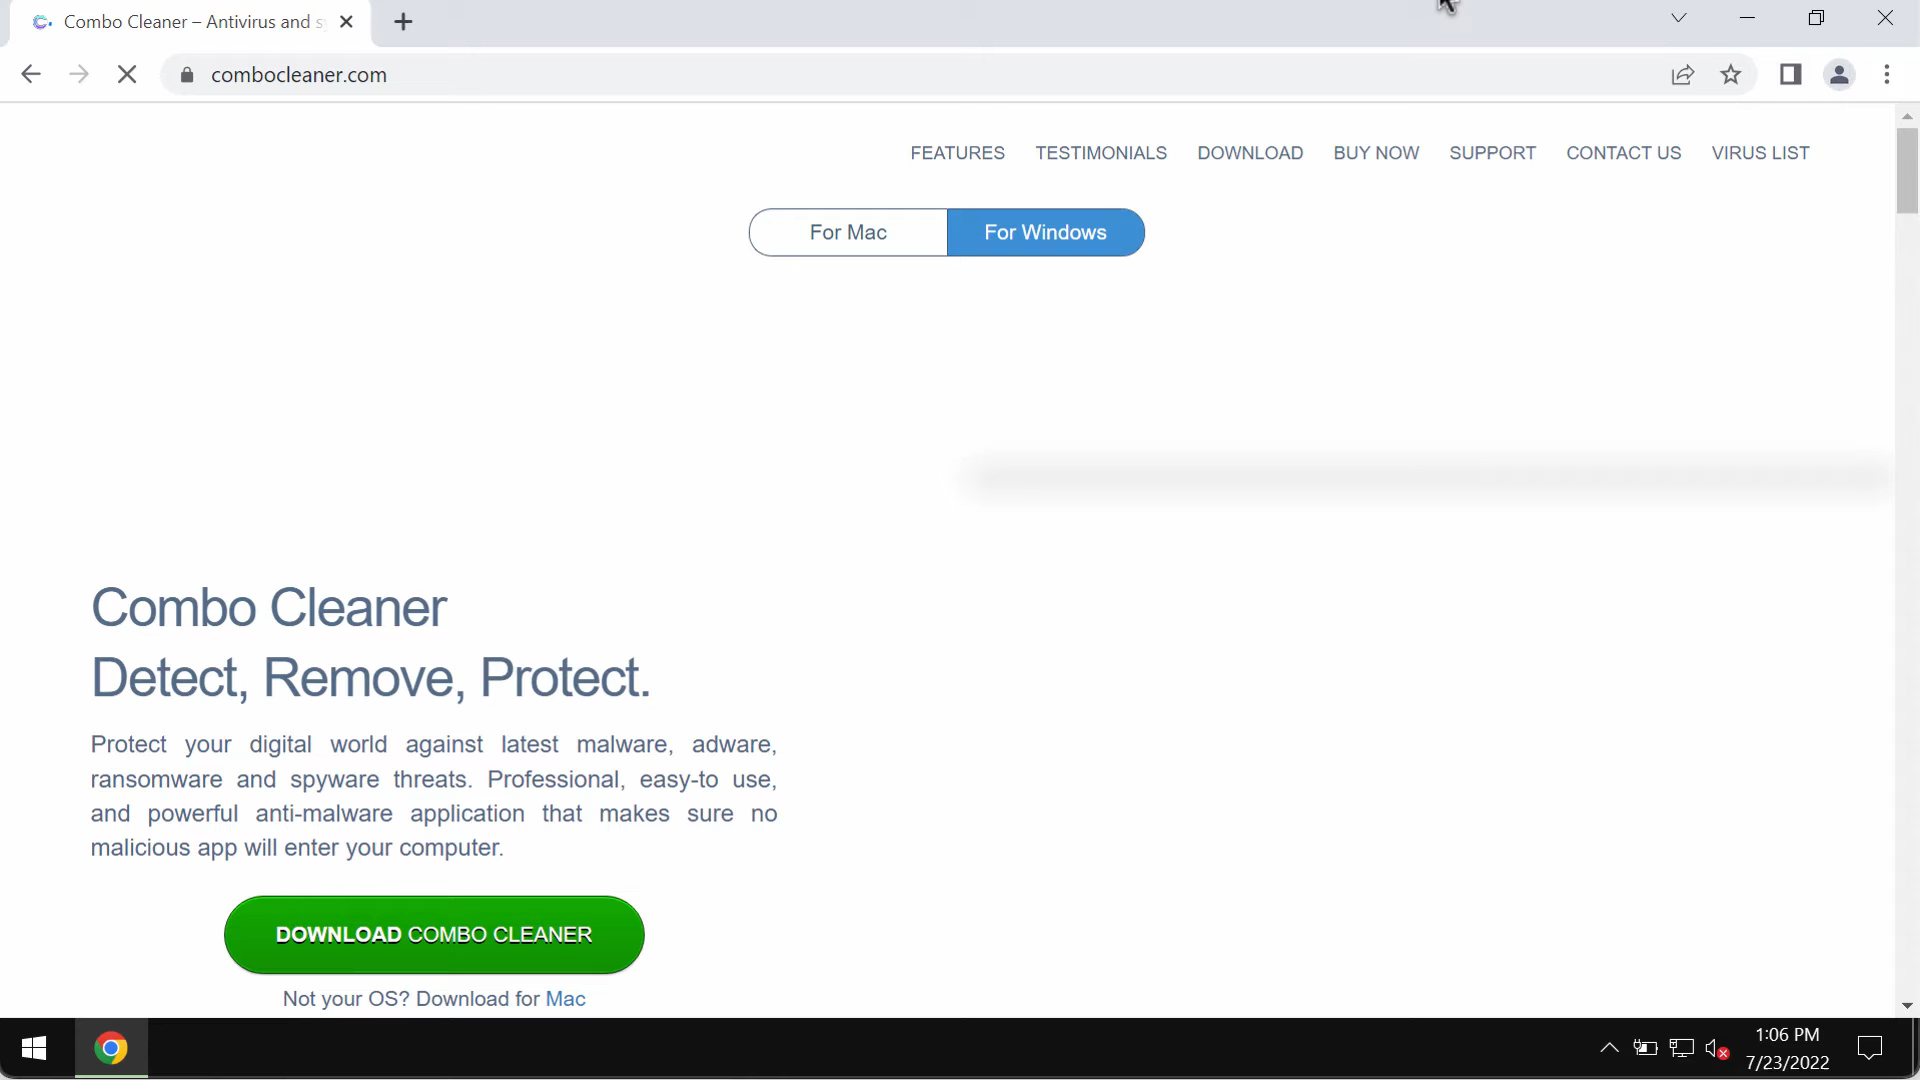 Combo Cleaner – Antivirus and s
combocleaner.com
FEATURES TESTIMONIALS DOWNLOAD BUY NOW SUPPORT CONTACT US VIRUS LIST
For Mac For Windows
Combo Cleaner
Detect, Remove, Protect.
Protect your digital world against latest malware, adware,
ransomware and spyware threats. Professional, easy-to use,
and powerful anti-malware application that makes sure no
malicious app will enter your computer.
DOWNLOAD COMBO CLEANER
Not your OS? Download for Mac
1:06 PM
7/23/2022